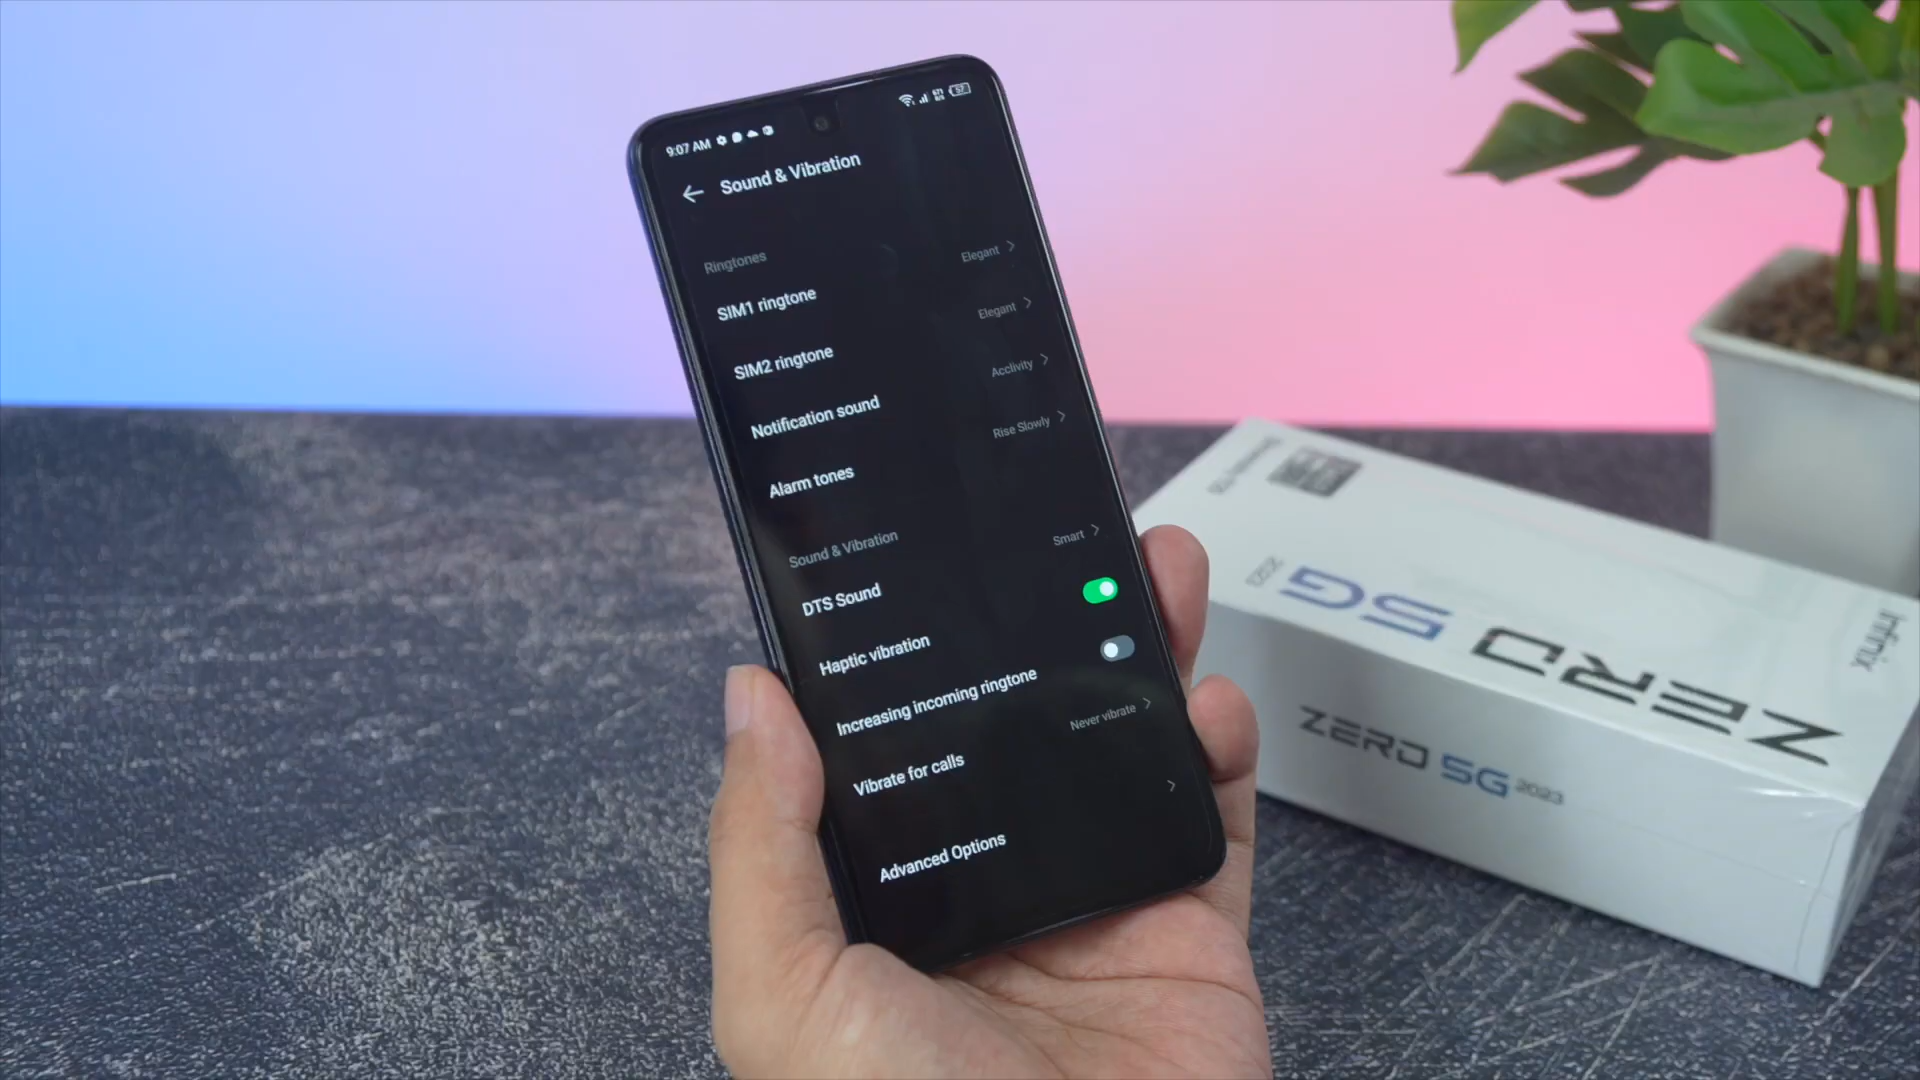 9:07 AM
57
Sound & Vibration
Ringtones
SIM1 ringtone
Elegant
SIM2 ringtone
Elegant
Notification sound
Acclivity
Alarm tones
Rise Slowly
Sound & Vibration
DTS Sound
Smart
Haptic vibration
Increasing incoming ringtone
Vibrate for calls
Never vibrate
Advanced Options
Infinix
ZERO 5G 2023
ZERO 5G 2023